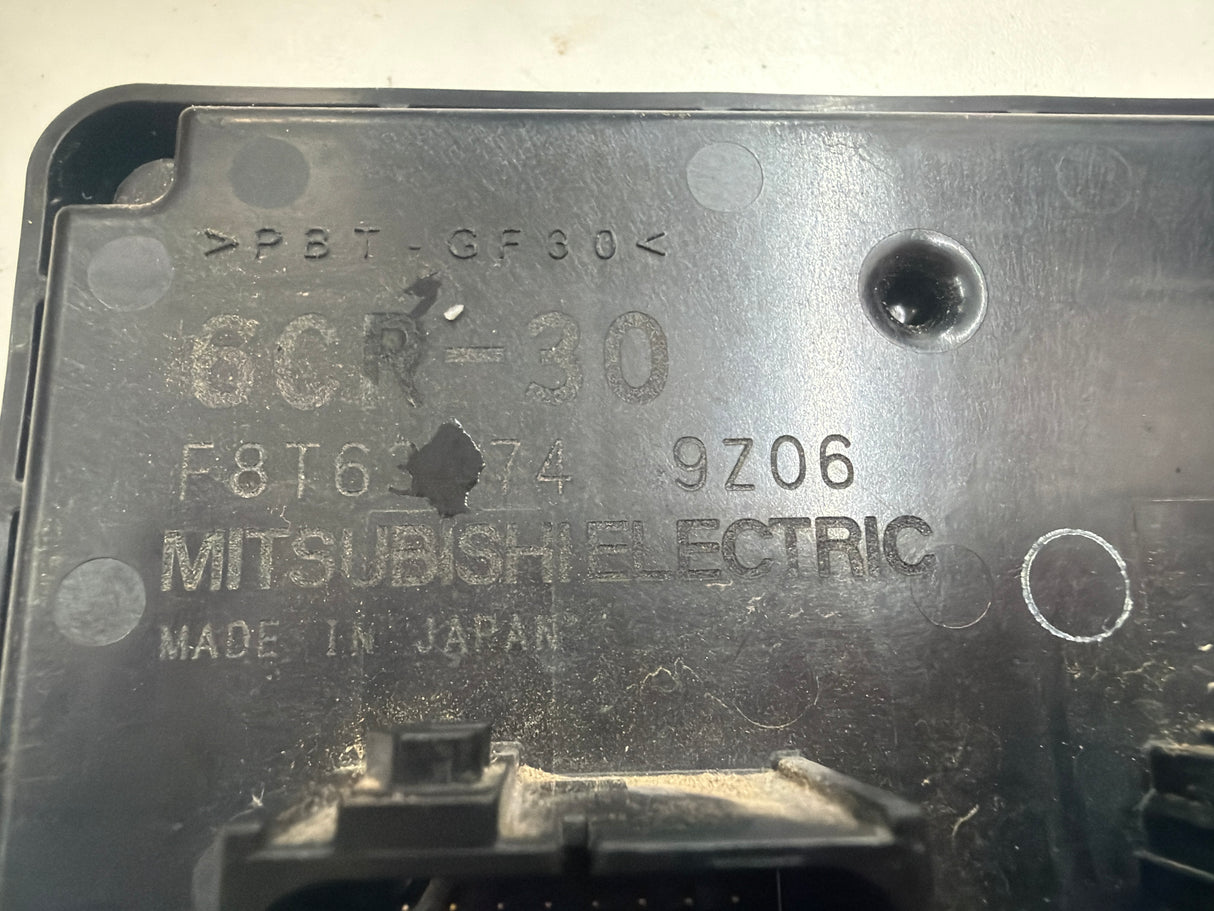 >PBT-GF30<
6CR-30
9Z06
MITSUBISHI ELECTRIC
MADE IN JAPAN